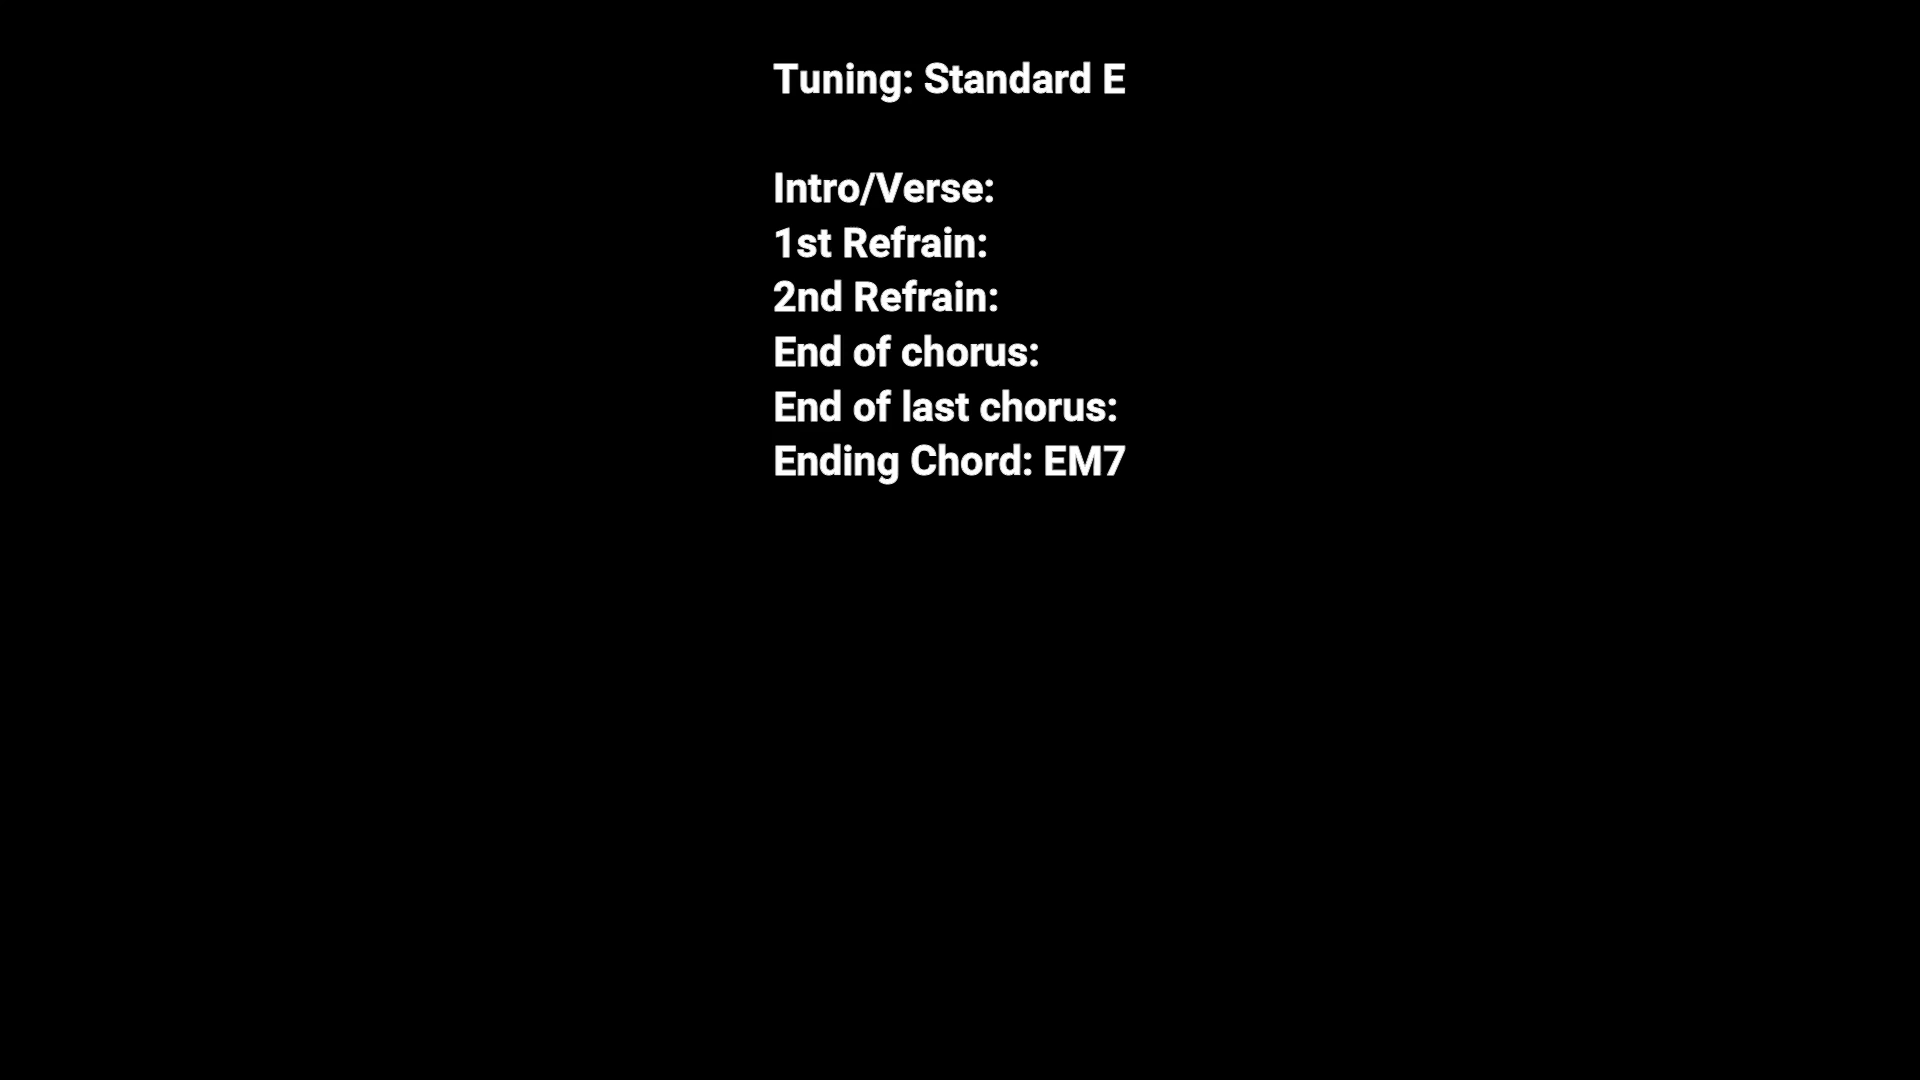 Tuning: Standard E
Intro/Verse:
1st Refrain:
2nd Refrain:
End of chorus:
End of last chorus:
Ending Chord: EM7